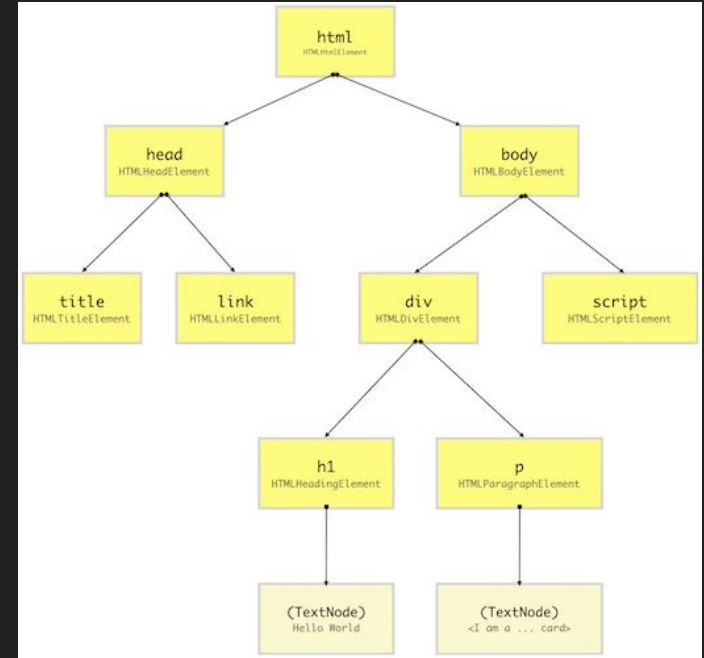 html
HTMLHtmlElement
head
HTMLHeadElement
body
HTMLBodyElement
title
HTMLTitleElement
link
HTMLLinkElement
div
HTMLDivElement
script
HTMLScriptElement
h1
HTMLHeadingElement
p
HTMLParagraphElement
(TextNode)
Hello World
(TextNode)
<I am a ... card>